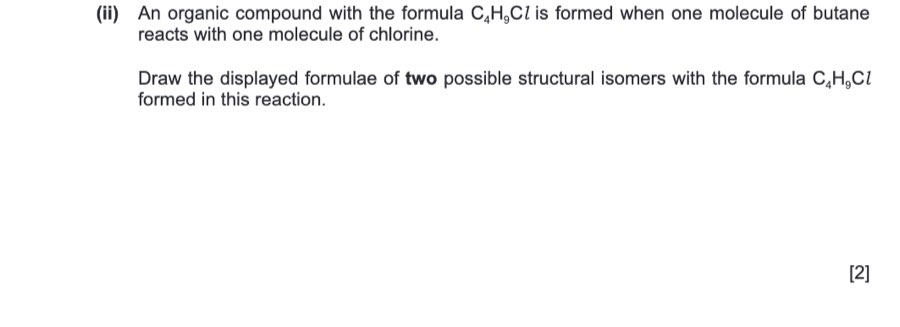 (ii) An organic compound with the formula C₄H₉Cl is formed when one molecule of butane
reacts with one molecule of chlorine.
Draw the displayed formulae of two possible structural isomers with the formula C₄H₉Cl
formed in this reaction.
[2]